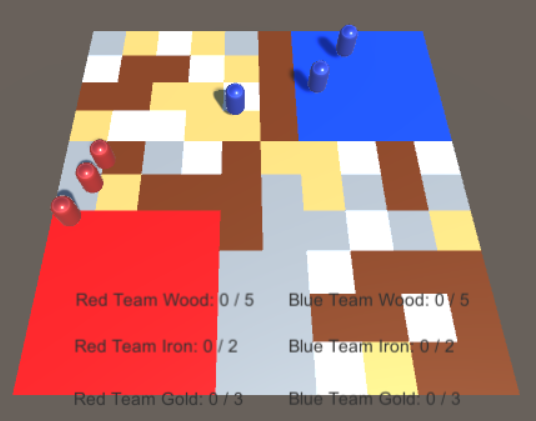 Red Team Wood: 0 / 5
Blue Team Wood: 0 / 5
Red Team Iron: 0 / 2
Blue Team Iron: 0 / 2
Red Team Gold: 0 / 3
Blue Team Gold: 0 / 3